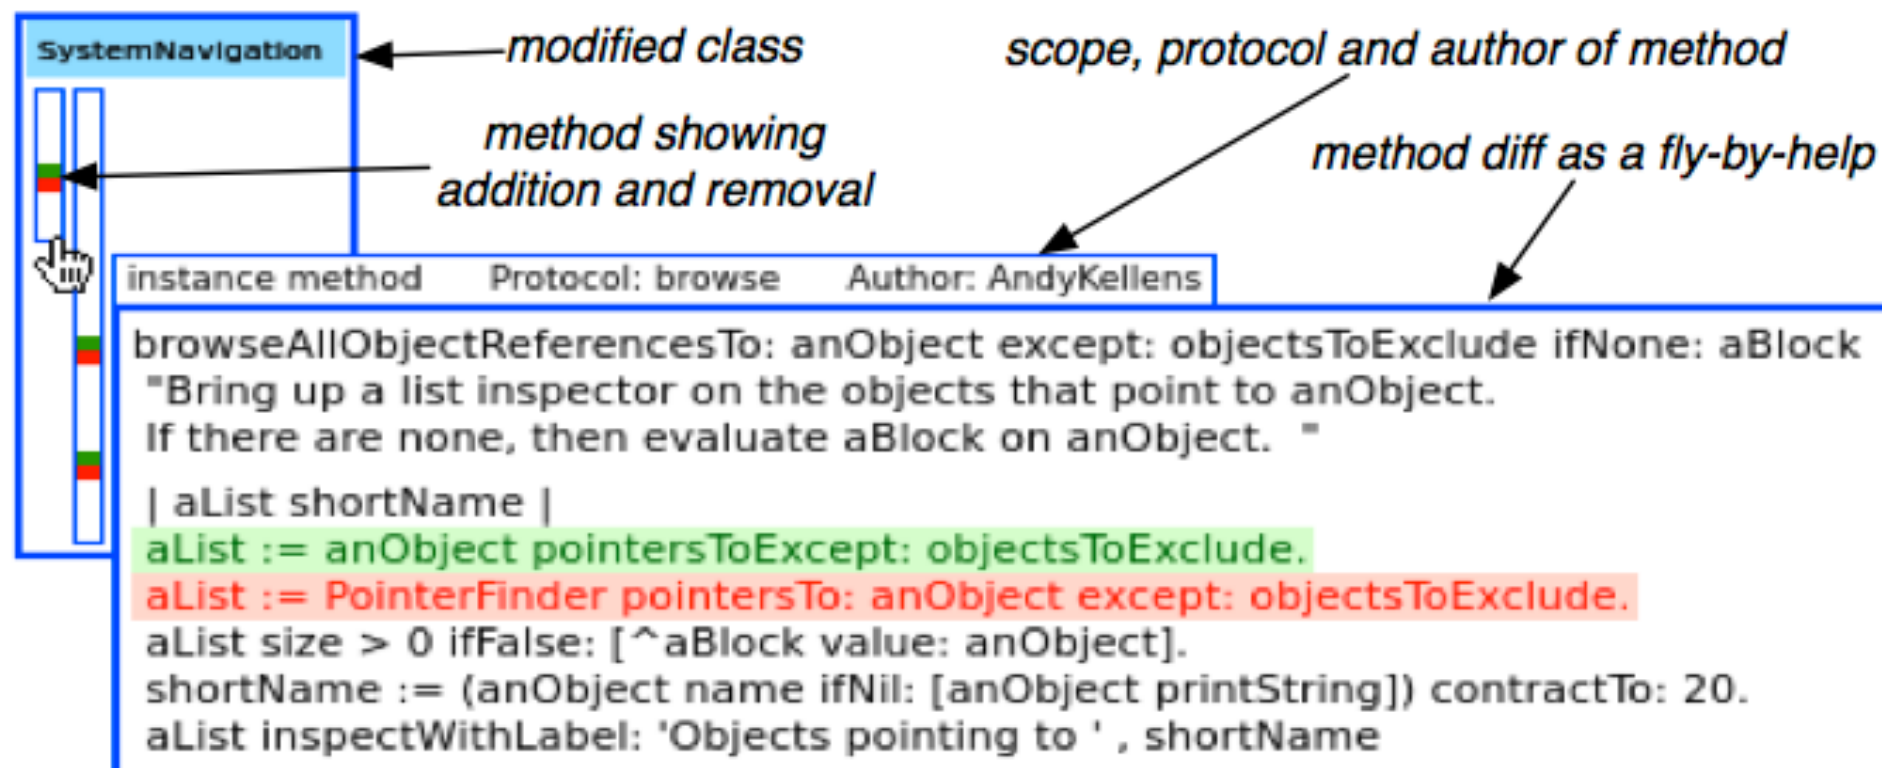 SystemNavigation
modified class
scope, protocol and author of method
method showing
addition and removal
method diff as a fly-by-help
instance method Protocol: browse Author: AndyKellens
browseAllObjectReferencesTo: anObject except: objectsToExclude ifNone: aBlock
"Bring up a list inspector on the objects that point to anObject.
If there are none, then evaluate aBlock on anObject. "
| aList shortName |
aList := anObject pointersToExcept: objectsToExclude.
aList := PointerFinder pointersTo: anObject except: objectsToExclude.
aList size > 0 ifFalse: [^aBlock value: anObject].
shortName := (anObject name ifNil: [anObject printString]) contractTo: 20.
aList inspectWithLabel: 'Objects pointing to ' , shortName